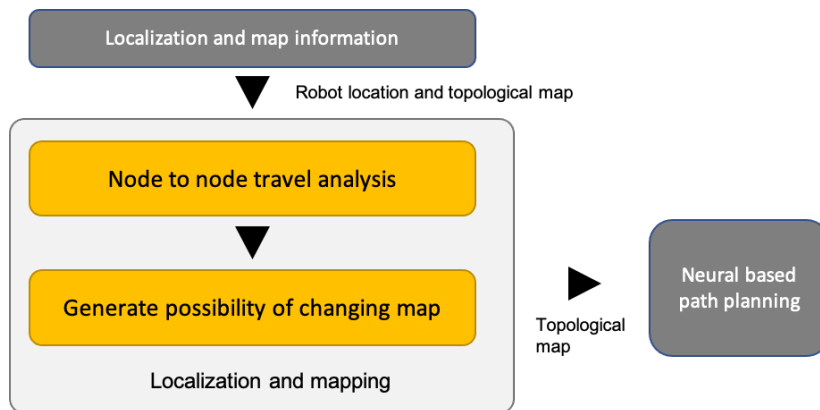 Localization and map information
Robot location and topological map
Node to node travel analysis
Generate possibility of changing map
Localization and mapping
Topological
map
Neural based
path planning